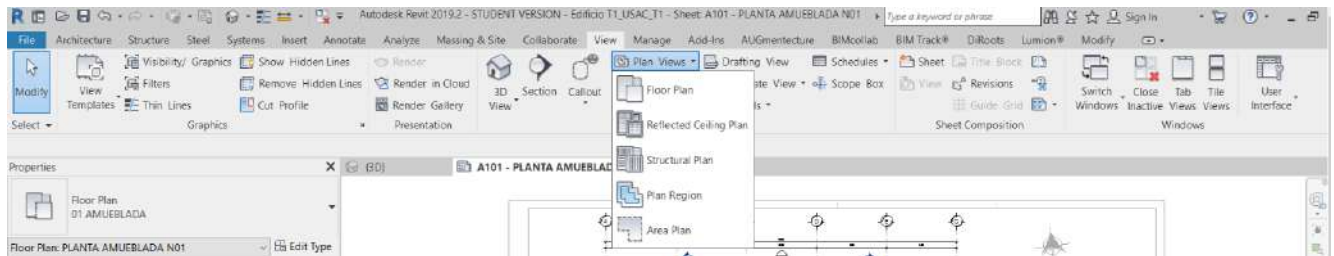 Autodesk Revit 2019.2 - STUDENT VERSION - Edificio T1_USAC_T1 - Sheet: A101 - PLANTA AMUEBLADA N01
Type a keyword or phrase
Sign In
File Architecture Structure Steel Systems Insert Annotate Analyze Massing & Site Collaborate View Manage Add-Ins AUGmentecture BIMcollab BIM Track® DiRoots Lumion® Modify
Modify
View Templates
Visibility/ Graphics
Filters
Thin Lines
Show Hidden Lines
Remove Hidden Lines
Cut Profile
Render
Render in Cloud
Render Gallery
3D View
Section
Callout
Plan Views
Drafting View
Schedules
Scope Box
Sheet
Title Block
View
Revisions
Guide Grid
Switch Windows
Close Inactive
Tab Views
Tile Views
User Interface
Select
Graphics
Presentation
Sheet Composition
Windows
Floor Plan
Reflected Ceiling Plan
Structural Plan
Plan Region
Area Plan
Properties
{3D}
A101 - PLANTA AMUEBLAD
Floor Plan
01 AMUEBLADA
Floor Plan: PLANTA AMUEBLADA N01
Edit Type